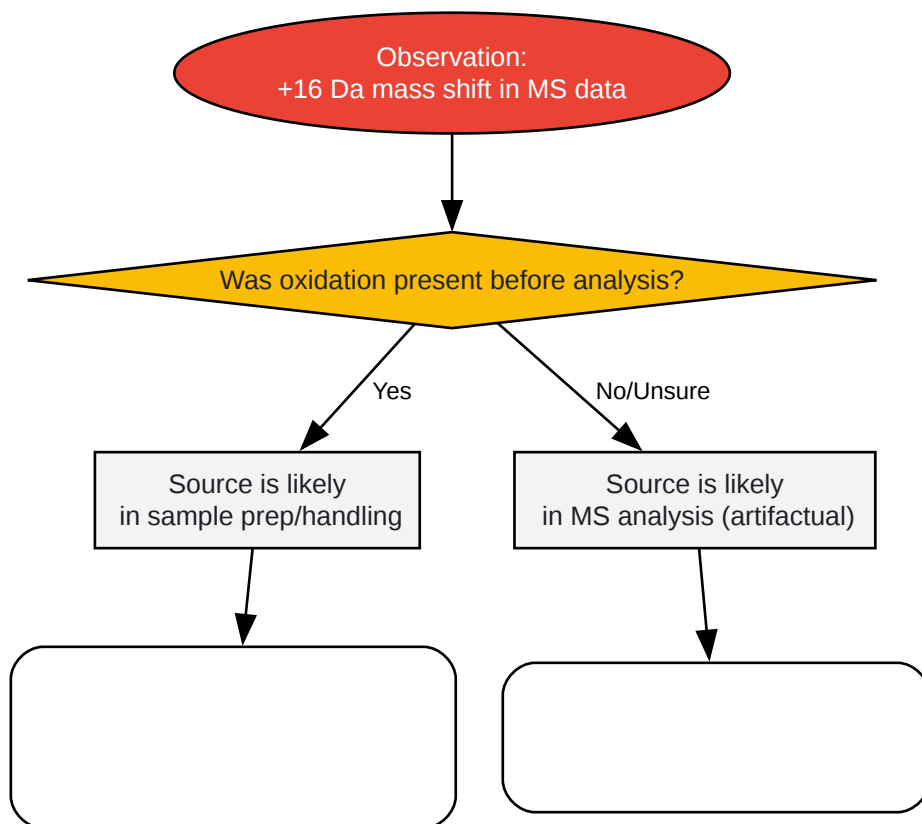 Observation:
+16 Da mass shift in MS data
Was oxidation present before analysis?
Yes
No/Unsure
Source is likely
in sample prep/handling
Source is likely
in MS analysis (artifactual)